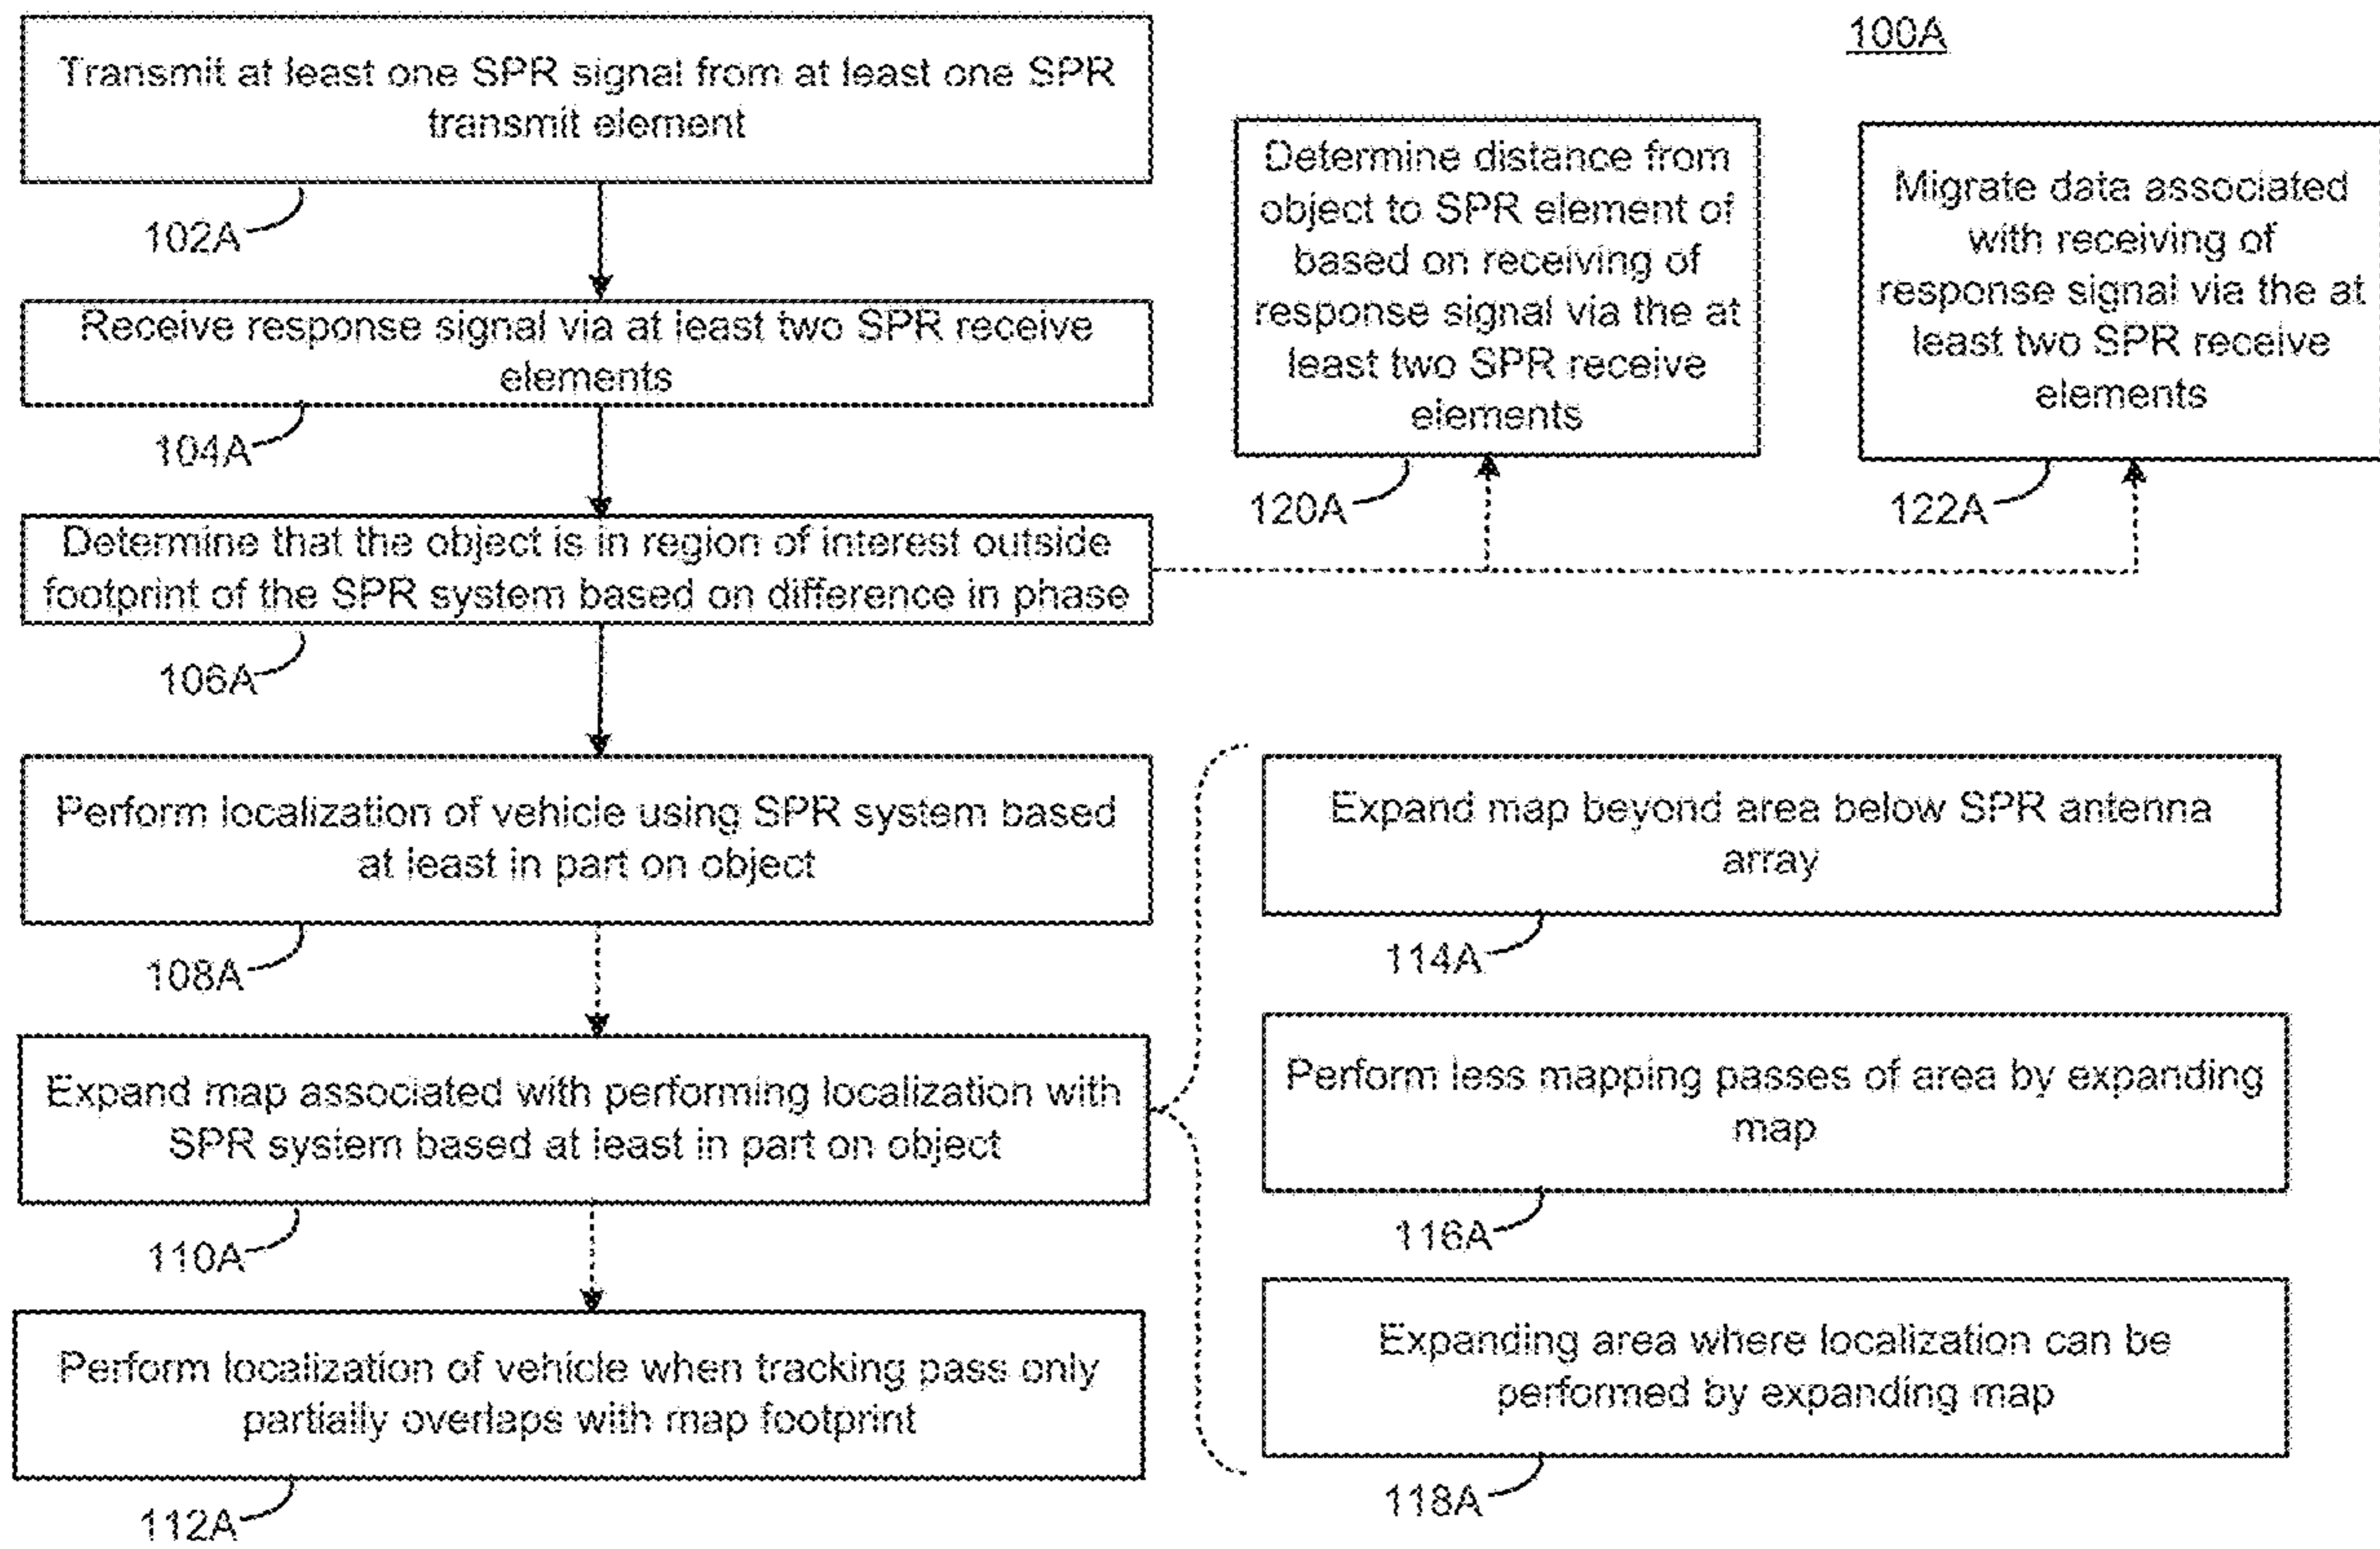 100A
Transmit at least one SPR signal from at least one SPR
transmit element
102A
Receive response signal via at least two SPR receive
elements
104A
Determine that the object is in region of interest outside
footprint of the SPR system based on difference in phase
106A
Determine distance from
object to SPR element of
based on receiving of
response signal via the at
least two SPR receive
elements
120A
Migrate data associated
with receiving of
response signal via the at
least two SPR receive
elements
122A
Perform localization of vehicle using SPR system based
at least in part on object
108A
Expand map associated with performing localization with
SPR system based at least in part on object
110A
Perform localization of vehicle when tracking pass only
partially overlaps with map footprint
112A
Expand map beyond area below SPR antenna
array
114A
Perform less mapping passes of area by expanding
map
116A
Expanding area where localization can be
performed by expanding map
118A